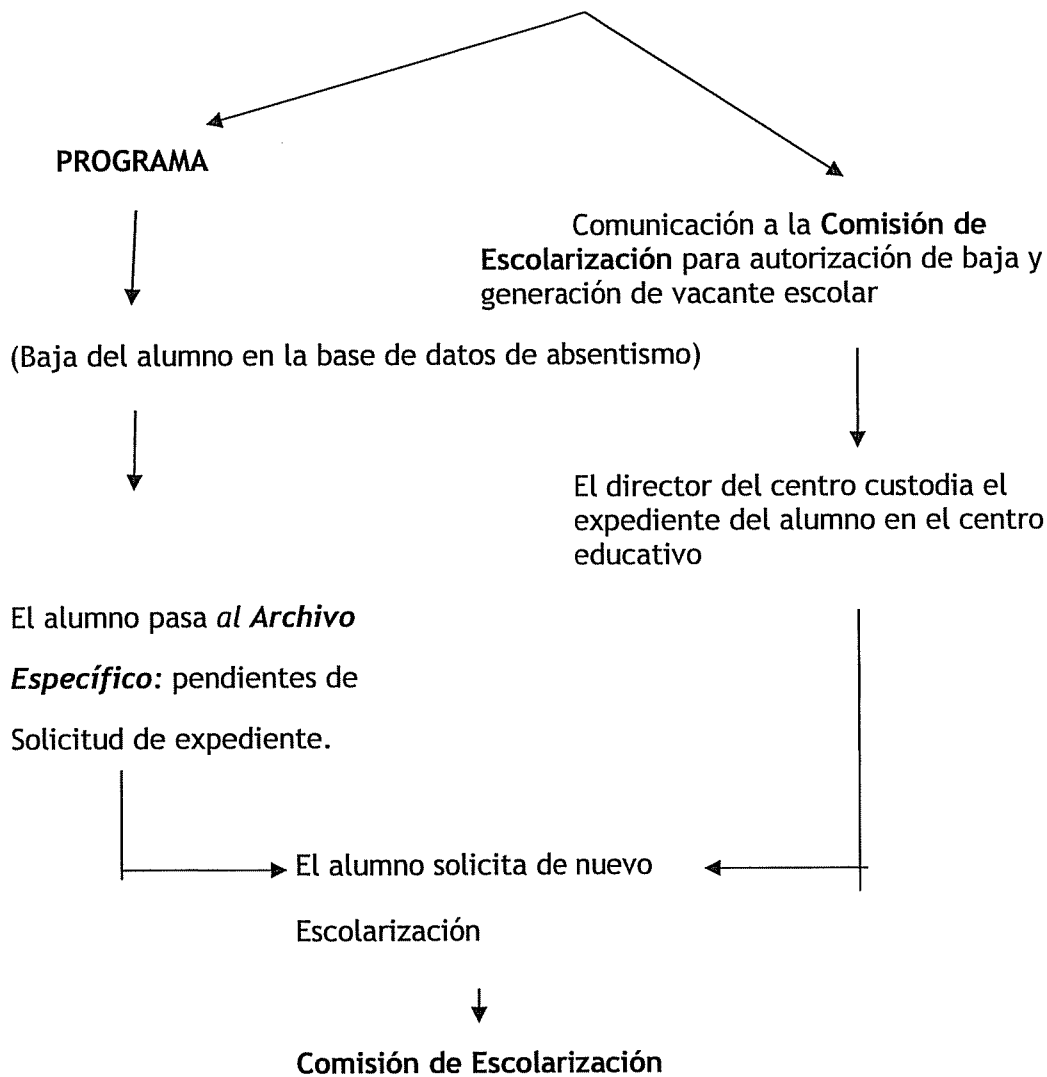 PROGRAMA
Comunicación a la Comisión de
Escolarización para autorización de baja y
generación de vacante escolar
(Baja del alumno en la base de datos de absentismo)
El director del centro custodia el
expediente del alumno en el centro
educativo
El alumno pasa al Archivo
Específico: pendientes de
Solicitud de expediente.
El alumno solicita de nuevo
Escolarización
Comisión de Escolarización